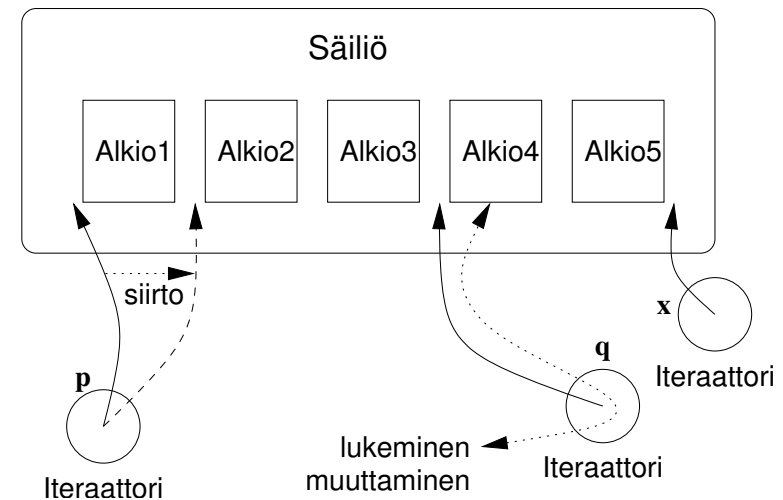 Säiliö
Alkio1 Alkio2 Alkio3 Alkio4 Alkio5
siirto
x
p
q
Iteraattori
lukeminen
muuttaminen
Iteraattori
Iteraattori